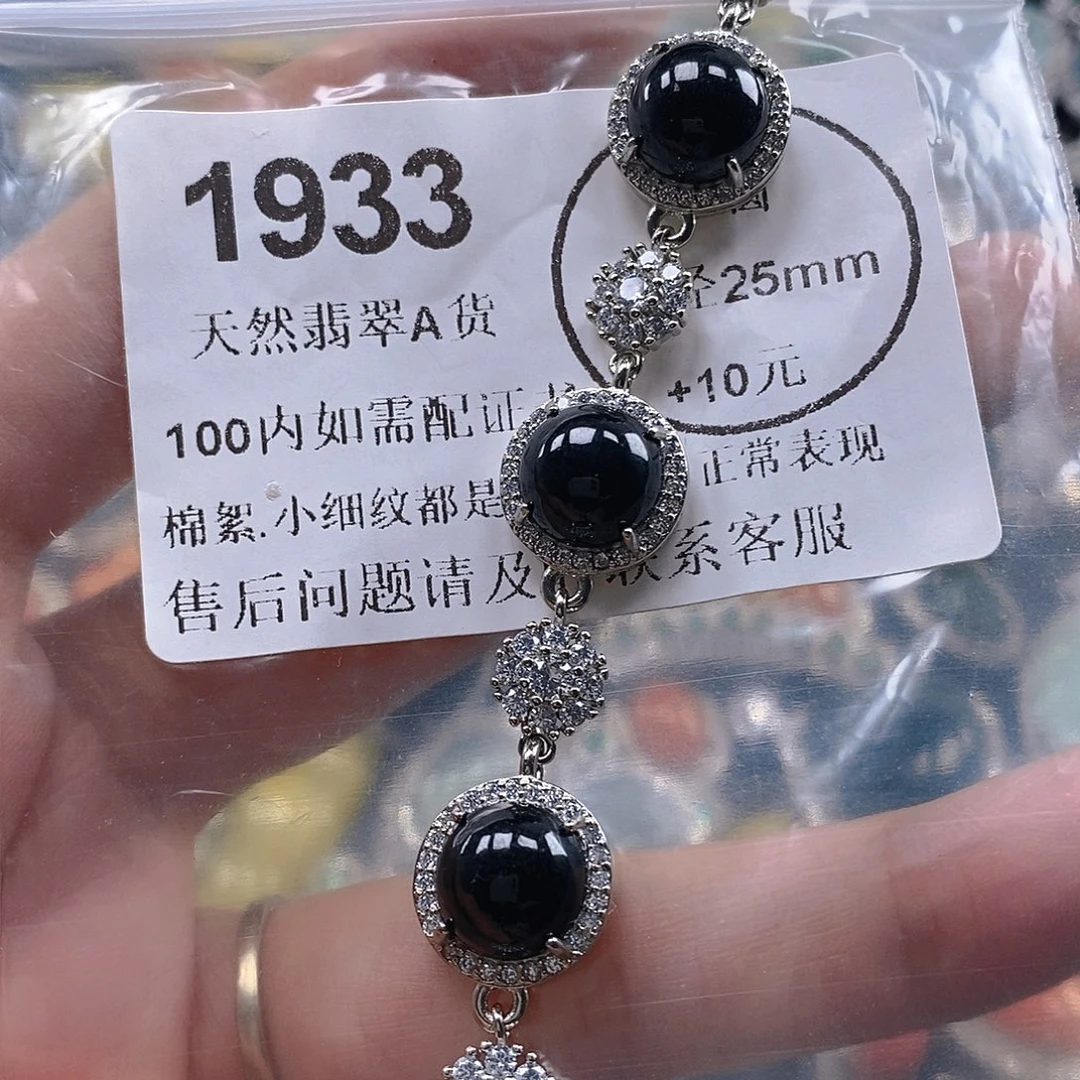 1933
天然翡翠A货
100内如需配证
棉絮.小细纹都是 正常表现
售后问题请及 联系客服
圆
径25mm
+10元